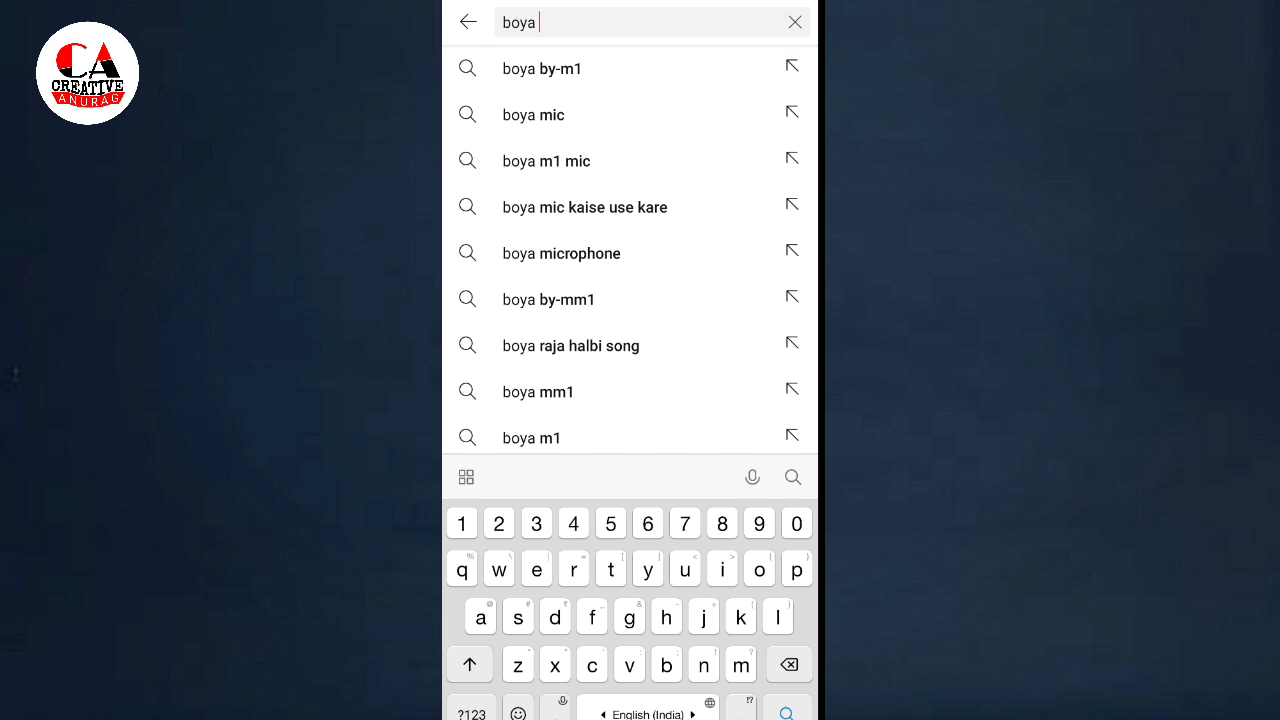 CA
CREATIVE
ANURAG
boya
boya by-m1
boya mic
boya m1 mic
boya mic kaise use kare
boya microphone
boya by-mm1
boya raja halbi song
boya mm1
boya m1
1 2 3 4 5 6 7 8 9 0
q w e r t y u i o p
a s d f g h j k l
z x c v b n m
?123 English (India)